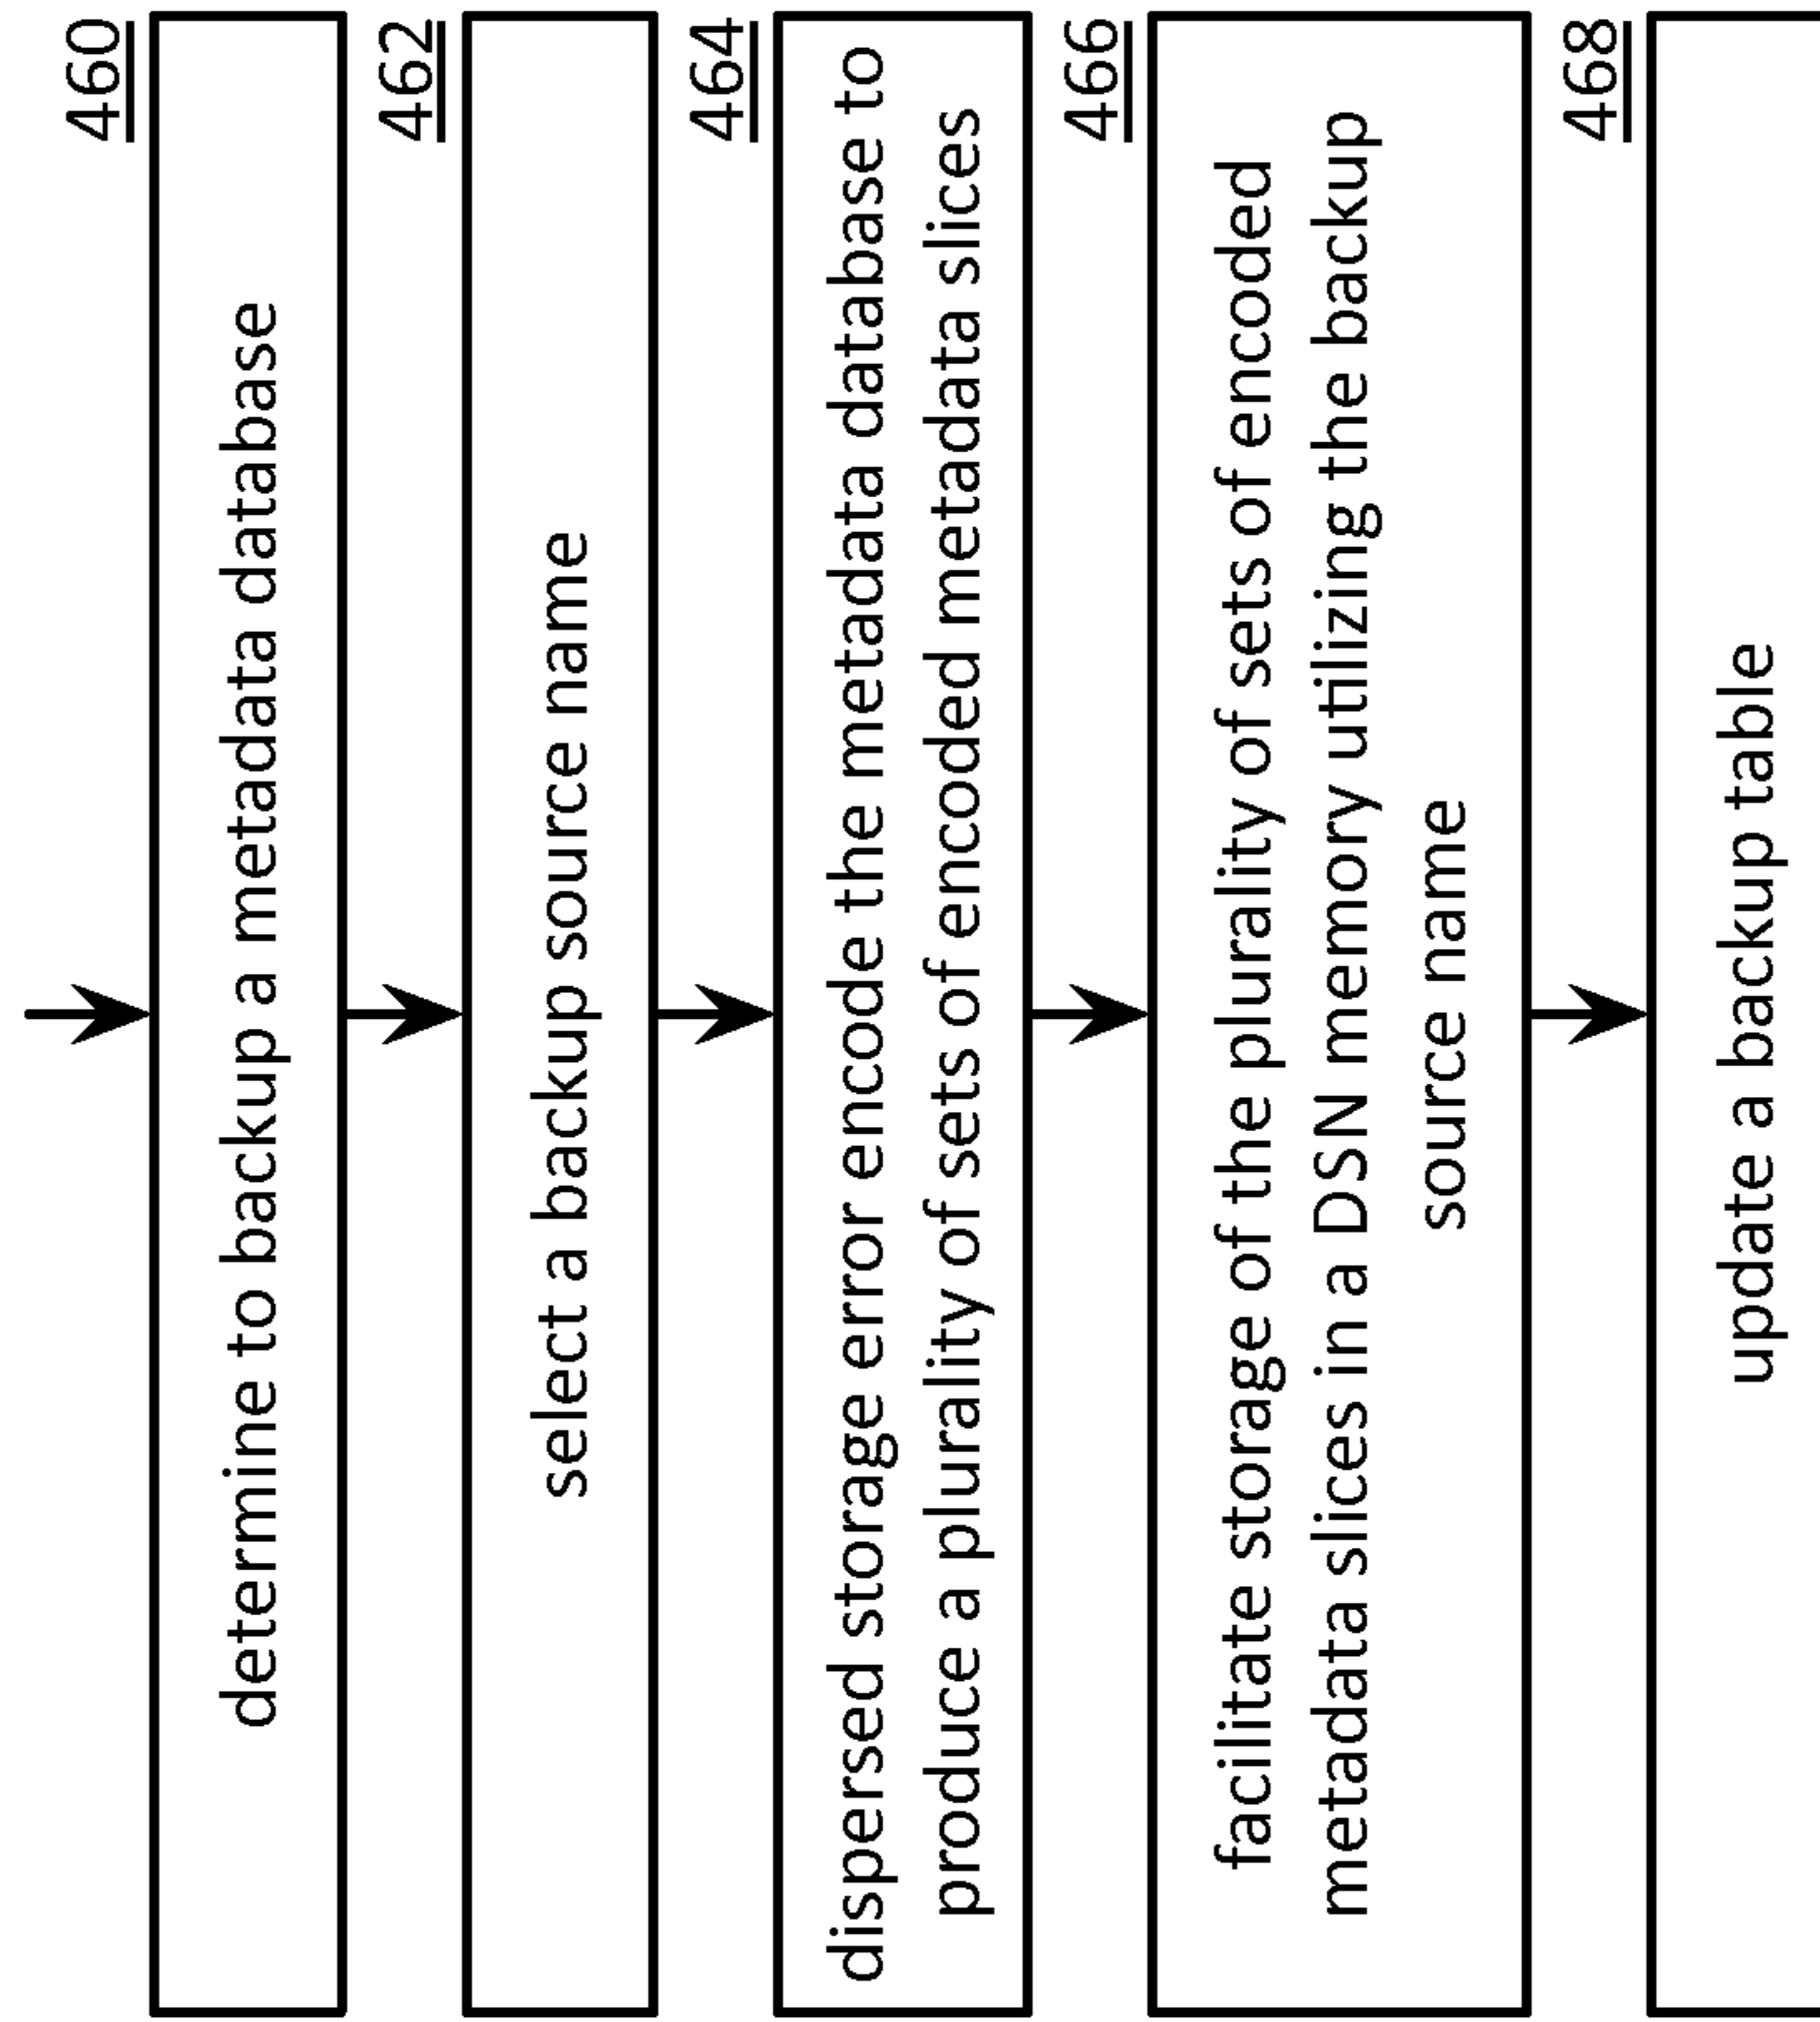 460
determine to backup a metadata database
462
select a backup source name
464
dispersed storage error encode the metadata database to
produce a plurality of sets of encoded metadata slices
466
facilitate storage of the plurality of sets of encoded
metadata slices in a DSN memory utilizing the backup
source name
468
update a backup table